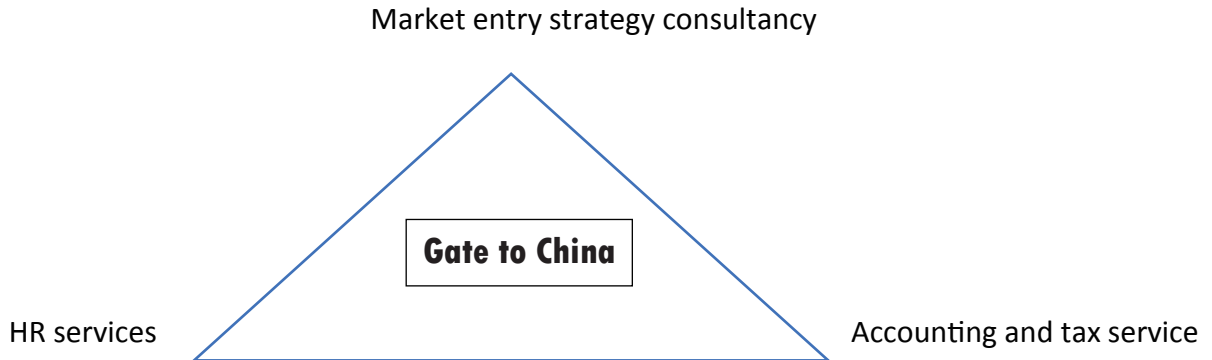 Market entry strategy consultancy
Gate to China
HR services
Accounting and tax service